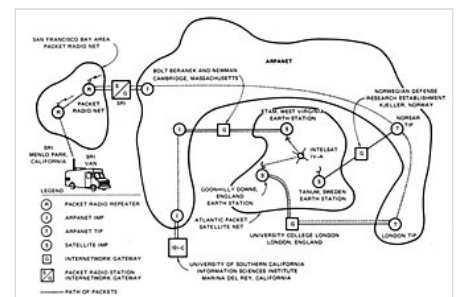 SAN FRANCISCO BAY AREA
PACKET RADIO NET
ARPANET
BOLT BERANEK AND NEWMAN
CAMBRIDGE, MASSACHUSETTS
NORWEGIAN DEFENSE
RESEARCH ESTABLISHMENT
KJELLER, NORWAY
ETAM, WEST VIRGINIA
EARTH STATION
R
S
G
I
PACKET
RADIO NET
SRI
R
NORSAR
TIP
I
G
S
T
INTELSAT
IV-A
G
SRI
MENLO PARK,
CALIFORNIA
SRI
VAN
S
S
GOONHILLY DOWNS,
ENGLAND
EARTH STATION
TANUM, SWEDEN
EARTH STATION
LEGEND
R PACKET RADIO REPEATER
I ARPANET IMP
T ARPANET TIP
S SATELLITE IMP
G INTERNETWORK GATEWAY
S/G PACKET RADIO STATION
INTERNETWORK GATEWAY
PATH OF PACKETS
ATLANTIC PACKET
SATELLITE NET
I
G
T
UNIVERSITY COLLEGE LONDON
LONDON, ENGLAND
LONDON TIP
UNIVERSITY OF SOUTHERN CALIFORNIA
INFORMATION SCIENCES INSTITUTE
MARINA DEL REY, CALIFORNIA